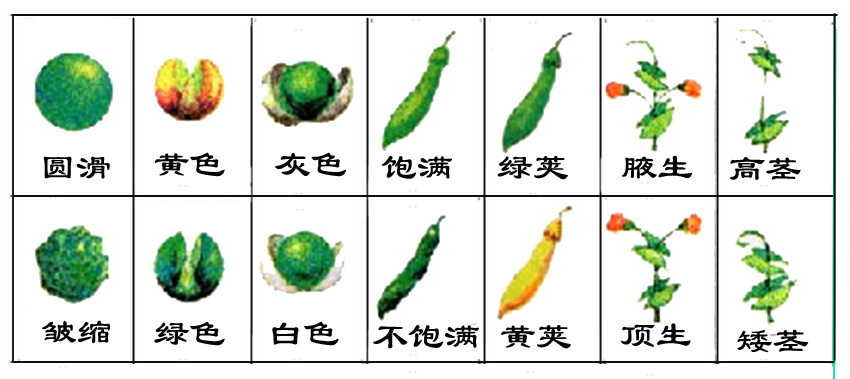 圆滑 黄色 灰色 饱满 绿荚 腋生 高茎
皱缩 绿色 白色 不饱满 黄荚 顶生 矮茎